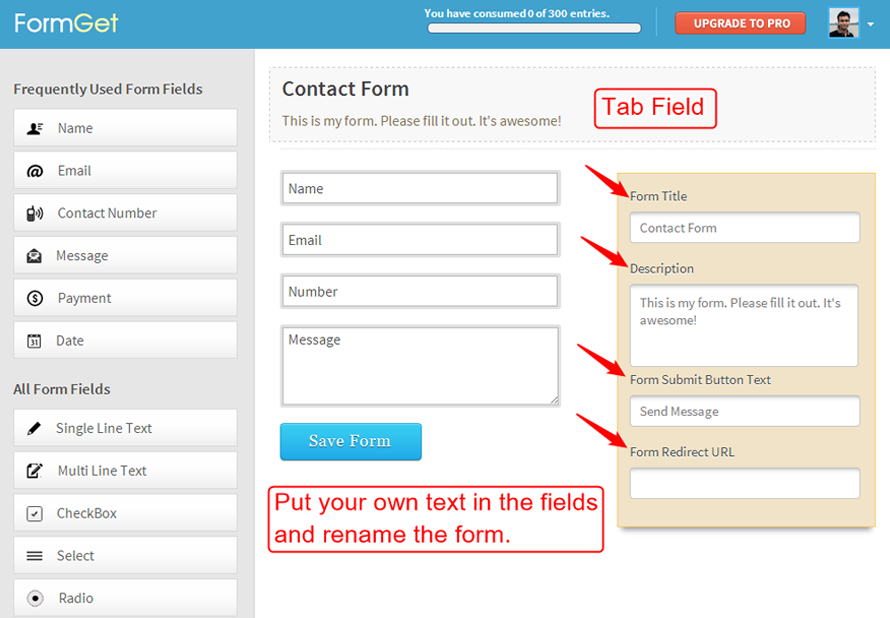 FormGet
You have consumed 0 of 300 entries.
UPGRADE TO PRO
Frequently Used Form Fields
Name
Email
Contact Number
Message
Payment
31
Date
All Form Fields
Single Line Text
Multi Line Text
CheckBox
Select
Radio
Contact Form
This is my form. Please fill it out. It's awesome!
Tab Field
Name
Email
Number
Message
Save Form
Put your own text in the fields
and rename the form.
Form Title
Contact Form
Description
This is my form. Please fill it out. It's
awesome!
Form Submit Button Text
Send Message
Form Redirect URL